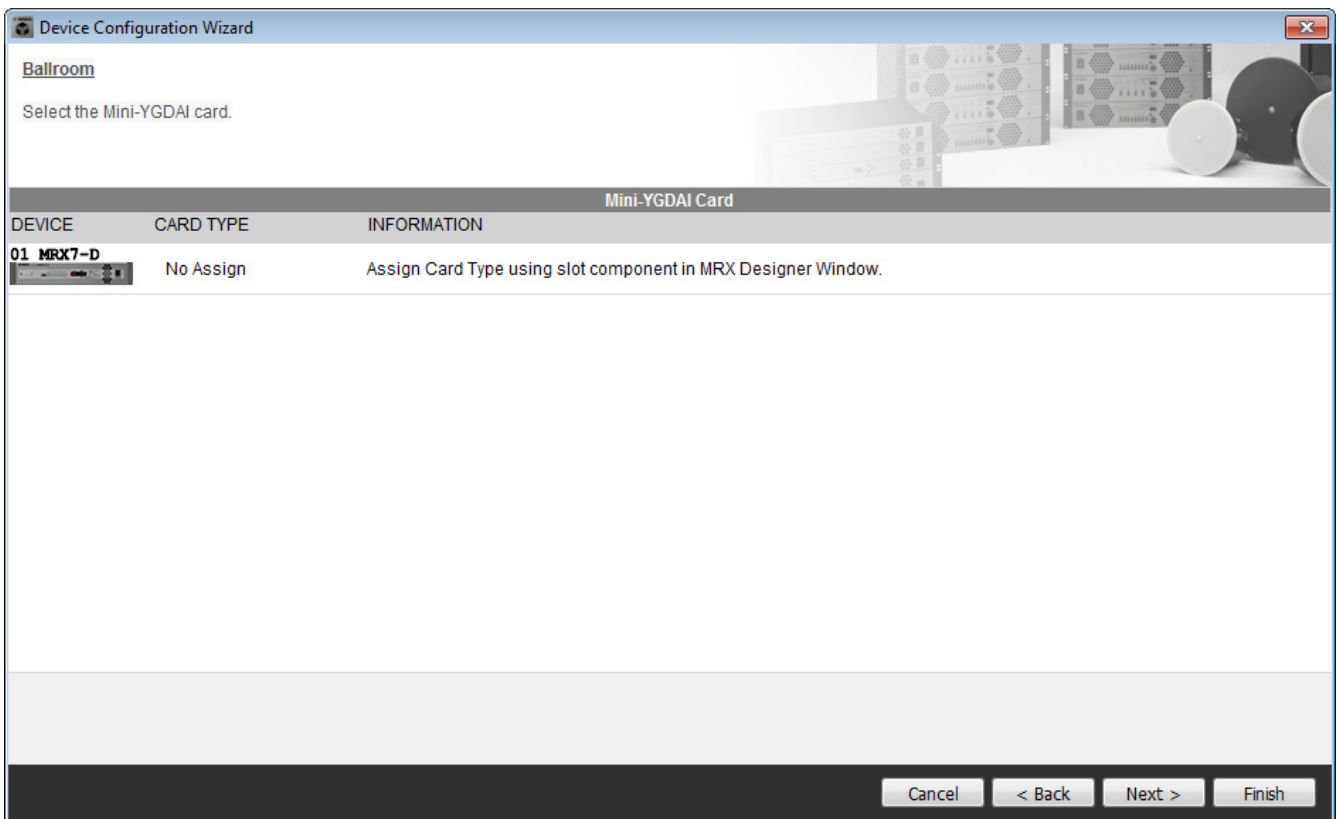 Device Configuration Wizard
Ballroom
Select the Mini-YGDAI card.
Mini-YGDAI Card
DEVICE CARD TYPE INFORMATION
01 MRX7-D
No Assign Assign Card Type using slot component in MRX Designer Window.
Cancel < Back Next > Finish